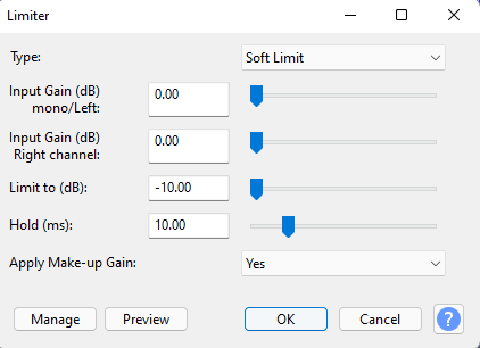 Limiter
Type:
Soft Limit
Input Gain (dB)
mono/Left:
0.00
Input Gain (dB)
Right channel:
0.00
Limit to (dB):
-10.00
Hold (ms):
10.00
Apply Make-up Gain:
Yes
Manage
Preview
OK
Cancel
?